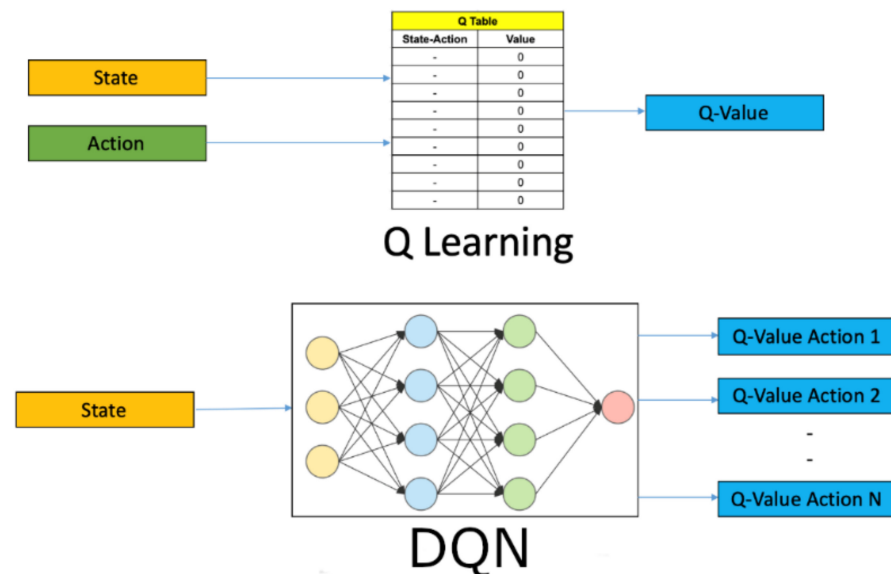 Q Table
State-Action Value
- 0
- 0
- 0
- 0
- 0
- 0
- 0
- 0
- 0
State
Action
Q-Value
Q Learning
State
Q-Value Action 1
Q-Value Action 2
-
-
Q-Value Action N
DQN